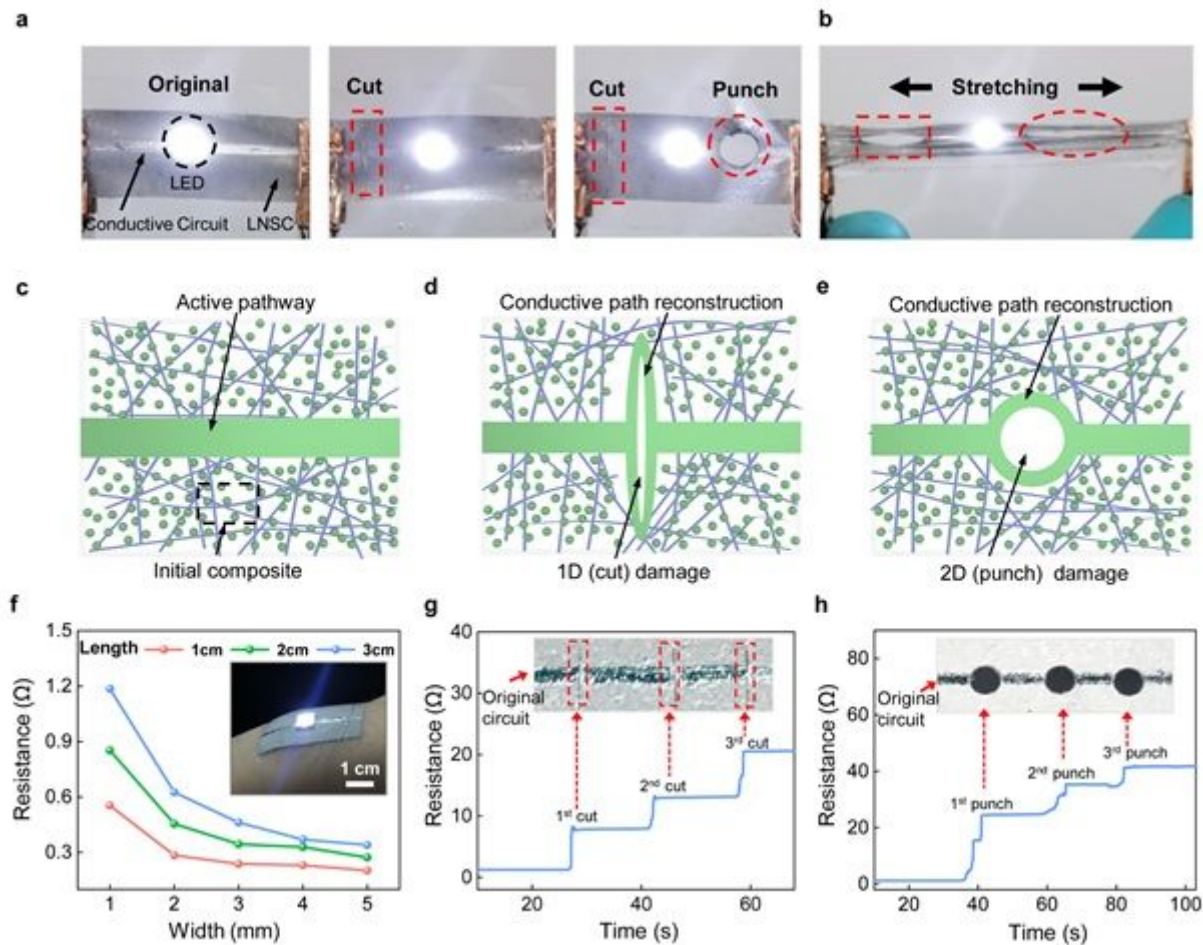 a
b
Original
Cut
Cut
Punch
Stretching
LED
Conductive Circuit
LNSC
c
d
e
Active pathway
Conductive path reconstruction
Conductive path reconstruction
Initial composite
1D (cut) damage
2D (punch) damage
f
g
h
1.5
1.2
0.9
0.6
0.3
Resistance (Ω)
Length
1cm
2cm
3cm
1 cm
1 2 3 4 5
Width (mm)
40
30
20
10
0
Resistance (Ω)
Original
circuit
1st cut
2nd cut
3rd cut
20 40 60
Time (s)
80
60
40
20
0
Resistance (Ω)
Original
circuit
1st punch
2nd punch
3rd punch
20 40 60 80 100
Time (s)